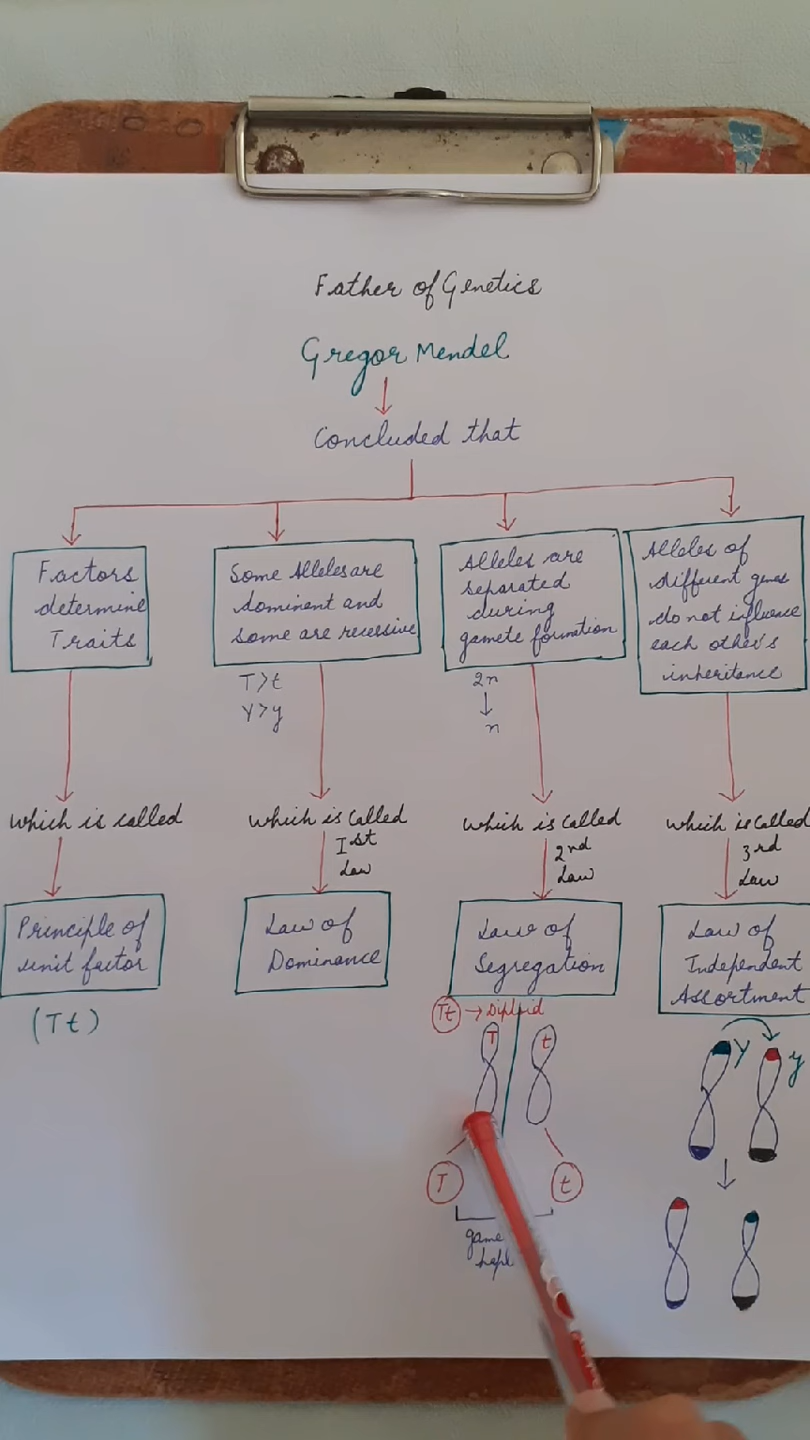 Father of Genetics
Gregor Mendel
Concluded that
Factors
determine
Traits
Some Alleles are
dominent and
some are recessive
T>t
Y>y
Alleles are
separated
during
gamete formation
2n
n
Alleles of
different genes
do not influence
each other's
inheritance
which is called
which is called
Ist
Law
which is called
2nd
Law
which is called
3rd
Law
Principle of
unit factor
(Tt)
Law of
Dominance
Law of
Segregation
Tt → Diploid
T t
T t
Law of
Independent
Assortment
Y y